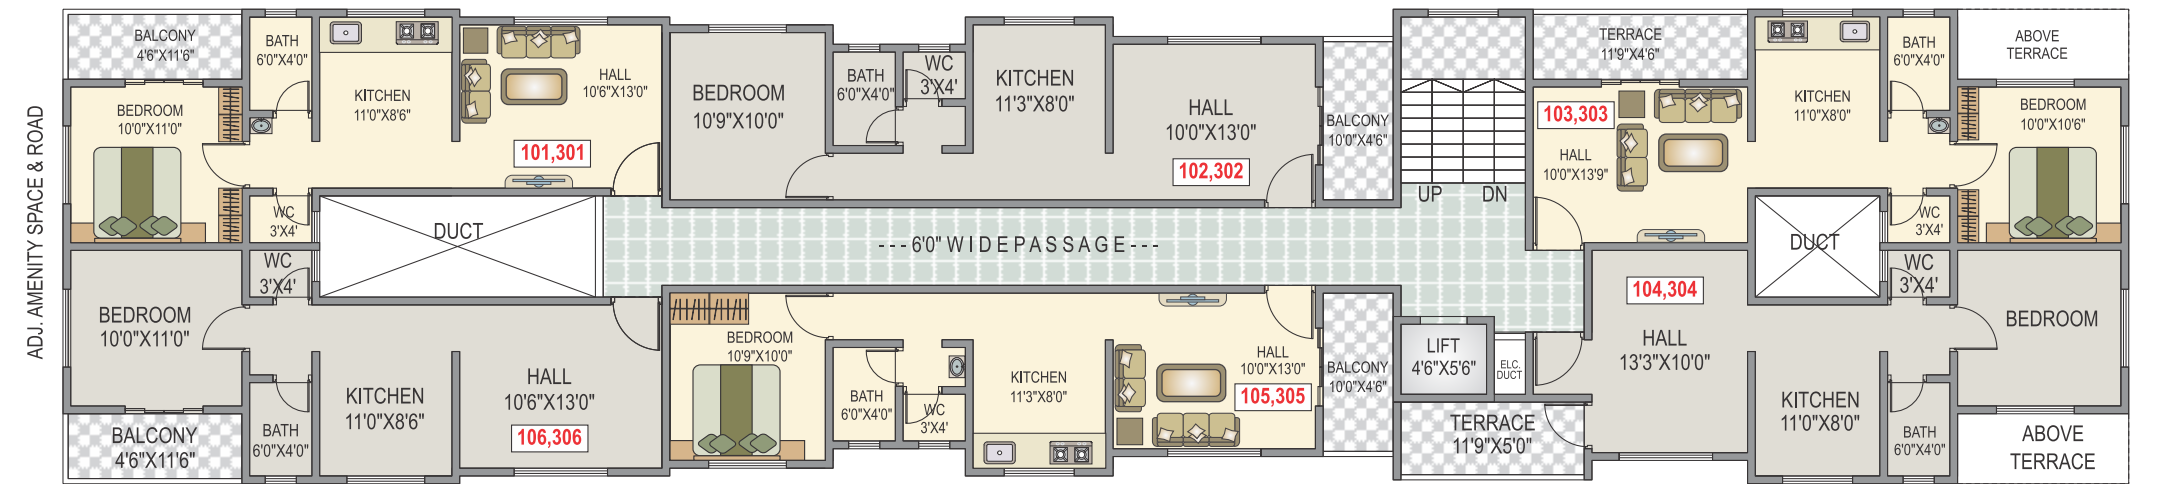 ADJ. AMENITY SPACE & ROAD
BALCONY
4'6"X11'6"
BATH
6'0"X4'0"
KITCHEN
11'0"X8'6"
HALL
10'6"X13'0"
BEDROOM
10'0"X11'0"
101,301
WC
3'X4'
DUCT
BEDROOM
10'9"X10'0"
BATH
6'0"X4'0"
WC
3'X4'
KITCHEN
11'3"X8'0"
HALL
10'0"X13'0"
102,302
BALCONY
10'0"X4'6"
UP
DN
TERRACE
11'9"X4'6"
103,303
HALL
10'0"X13'9"
KITCHEN
11'0"X8'0"
BATH
6'0"X4'0"
ABOVE
TERRACE
BEDROOM
10'0"X10'6"
WC
3'X4'
DUCT
---6'0" WIDEPASSAGE---
WC
3'X4'
BEDROOM
10'0"X11'0"
BALCONY
4'6"X11'6"
BATH
6'0"X4'0"
KITCHEN
11'0"X8'6"
HALL
10'6"X13'0"
106,306
BEDROOM
10'9"X10'0"
BATH
6'0"X4'0"
WC
3'X4'
KITCHEN
11'3"X8'0"
HALL
10'0"X13'0"
105,305
BALCONY
10'0"X4'6"
LIFT
4'6"X5'6"
ELC.
DUCT
TERRACE
11'9"X5'0"
104,304
HALL
13'3"X10'0"
KITCHEN
11'0"X8'0"
WC
3'X4'
BATH
6'0"X4'0"
BEDROOM
ABOVE
TERRACE